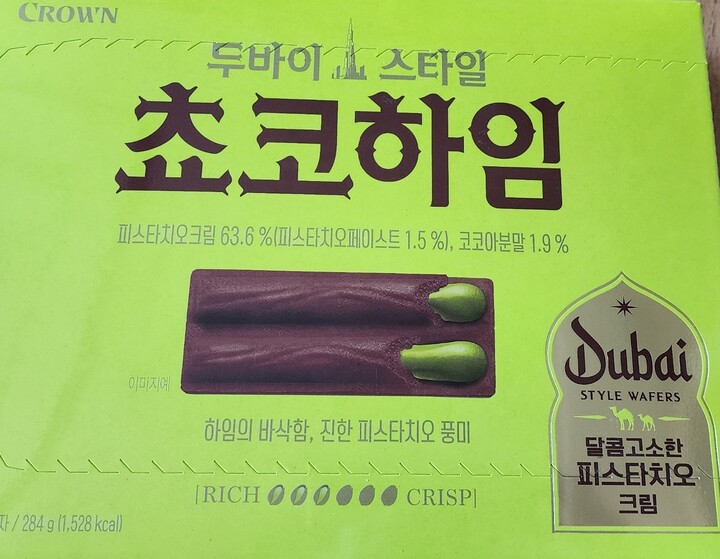 CROWN
두바이 스타일
쵸코하임
피스타치오크림 63.6 %(피스타치오페이스트 1.5 %), 코코아분말 1.9 %
이미지예
Dubai
STYLE WAFERS
하임의 바삭함, 진한 피스타치오 풍미
달콤고소한
피스타치오
크림
|RICH CRISP|
/ 284 g (1,528 kcal)